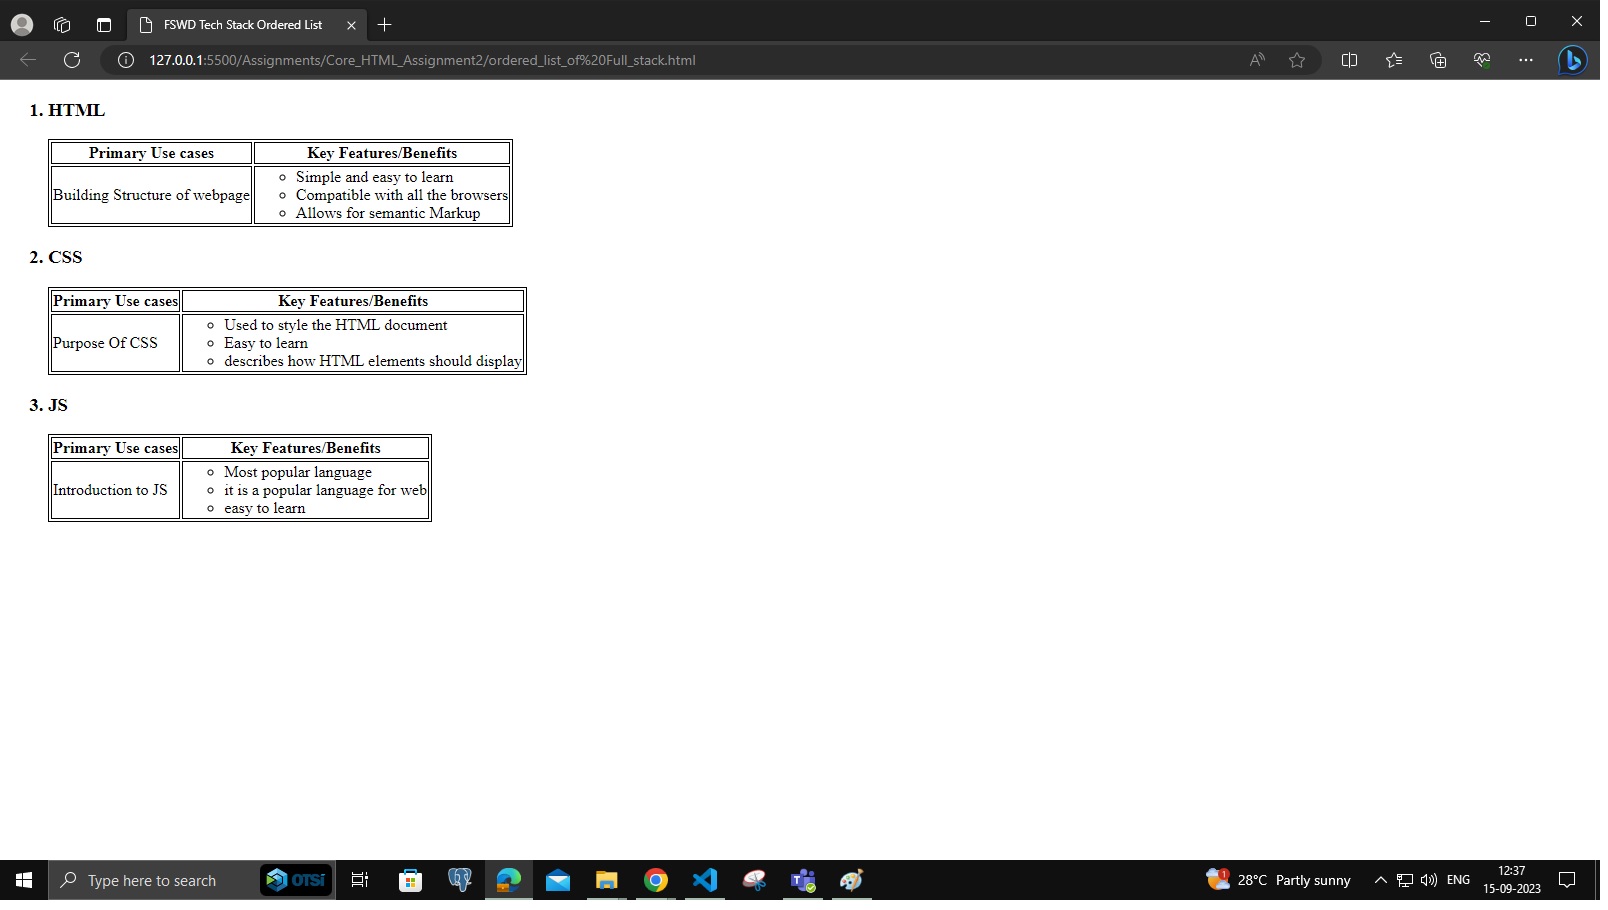 FSWD Tech Stack Ordered List
127.0.0.1:5500/Assignments/Core_HTML_Assignment2/ordered_list_of%20Full_stack.html
1. HTML
Primary Use cases Key Features/Benefits
Building Structure of webpage
Simple and easy to learn
Compatible with all the browsers
Allows for semantic Markup
2. CSS
Primary Use cases Key Features/Benefits
Purpose Of CSS
Used to style the HTML document
Easy to learn
describes how HTML elements should display
3. JS
Primary Use cases Key Features/Benefits
Introduction to JS
Most popular language
it is a popular language for web
easy to learn
Type here to search
OTSi
1
28°C Partly sunny
ENG
12:37
15-09-2023